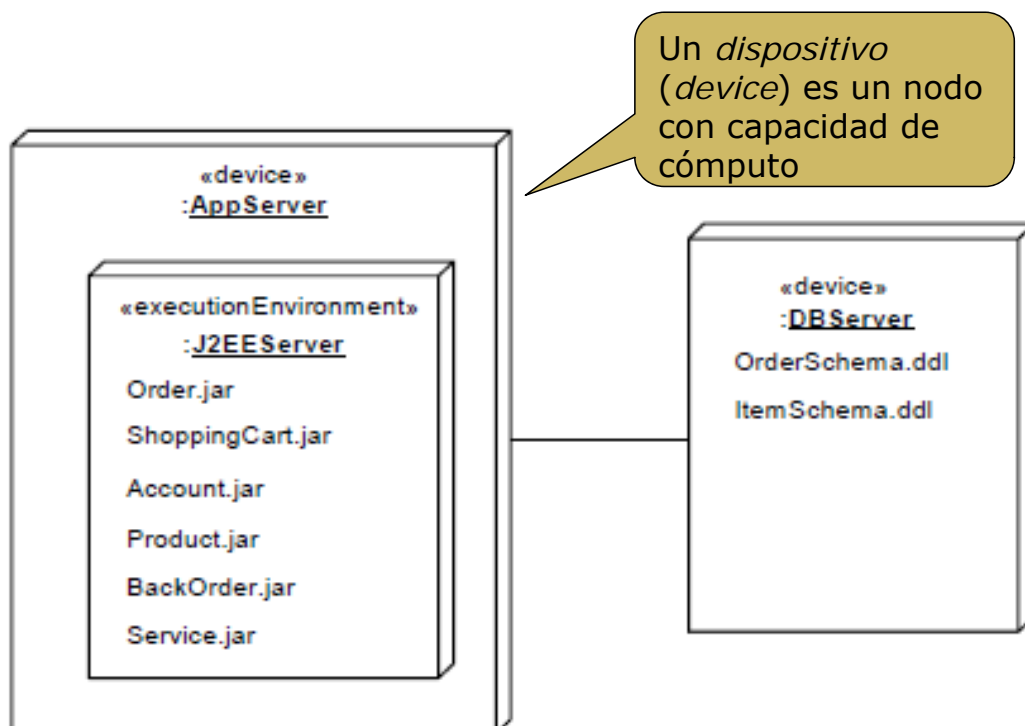 Un dispositivo
(device) es un nodo
con capacidad de
cómputo
«device»
:AppServer
«executionEnvironment»
:J2EEServer
Order.jar
ShoppingCart.jar
Account.jar
Product.jar
BackOrder.jar
Service.jar
«device»
:DBServer
OrderSchema.ddl
ItemSchema.ddl